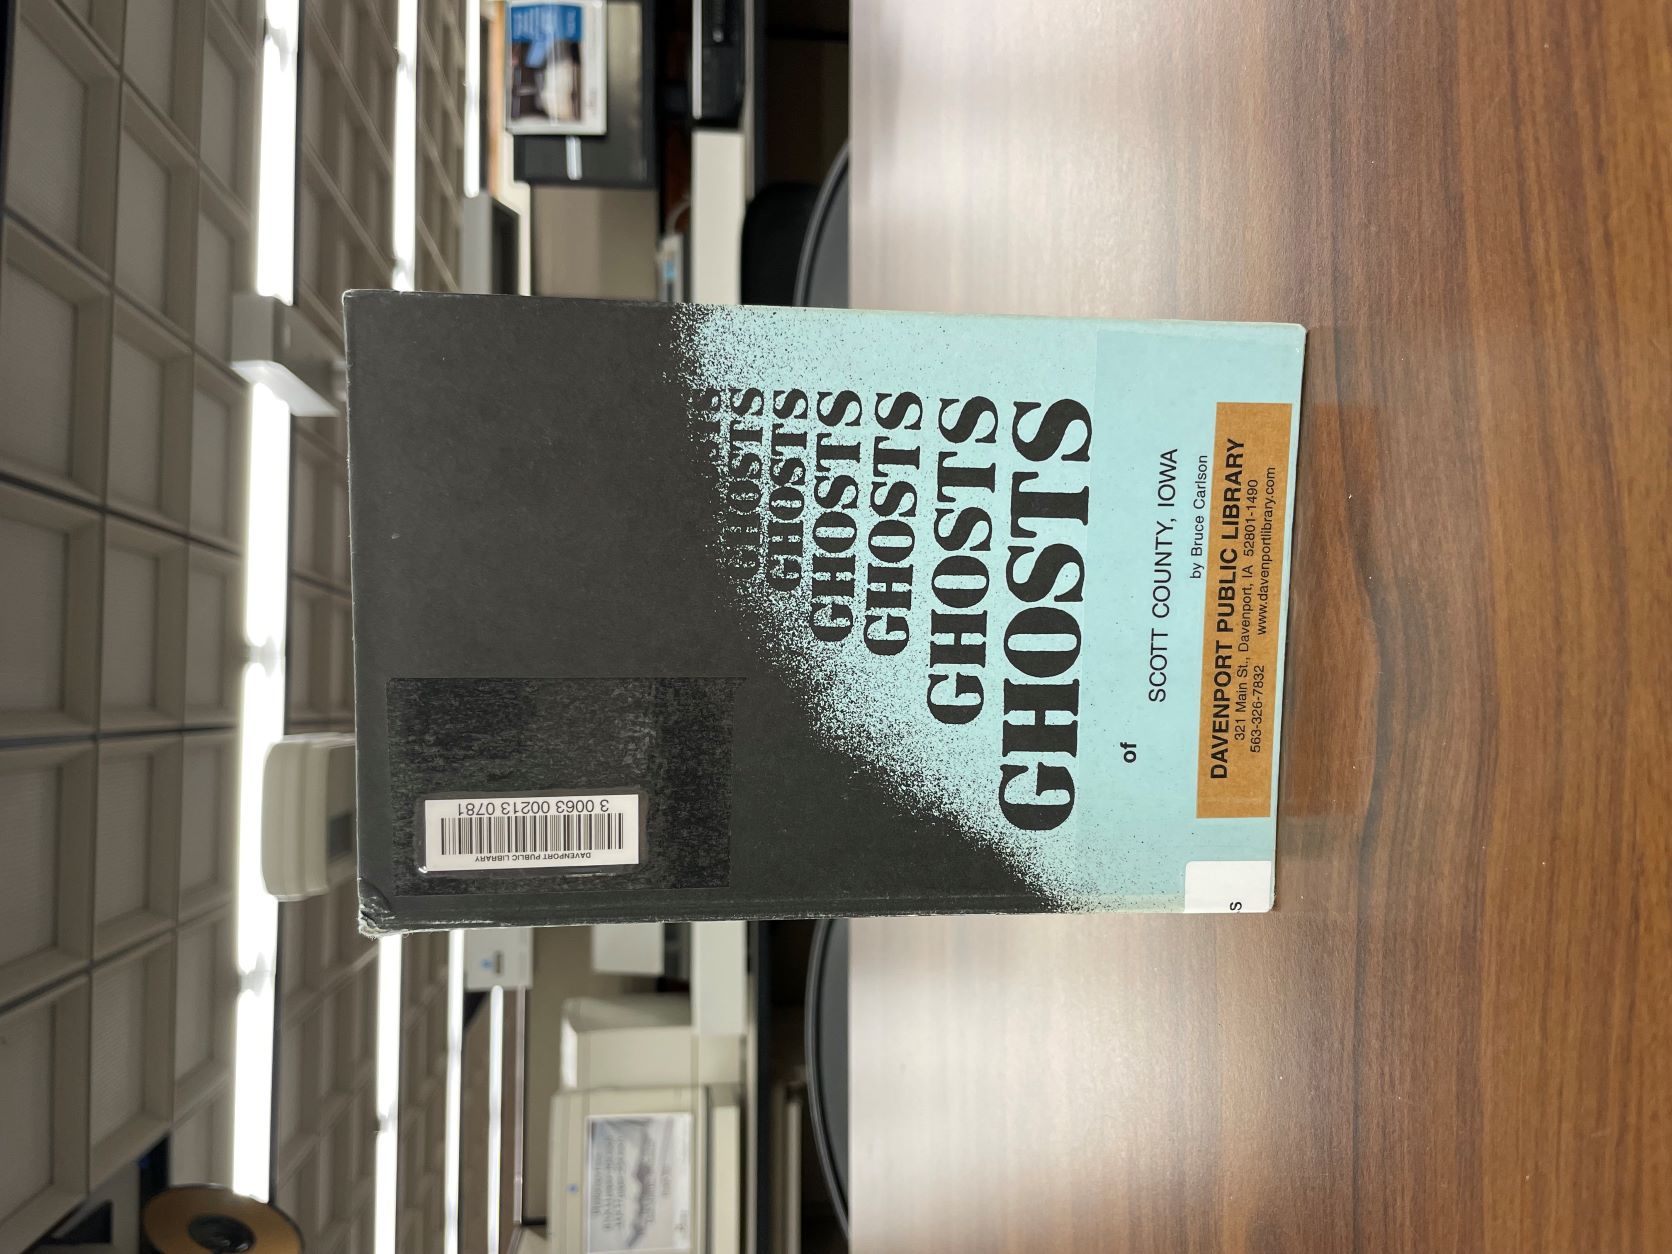 DAVENPORT PUBLIC LIBRARY
3 0063 00213 0781
GHOSTS
GHOSTS
GHOSTS
GHOSTS
GHOSTS
GHOSTS
of
SCOTT COUNTY, IOWA
by Bruce Carlson
DAVENPORT PUBLIC LIBRARY
321 Main St., Davenport, IA 52801-1490
563-326-7832 www.davenportlibrary.com
S